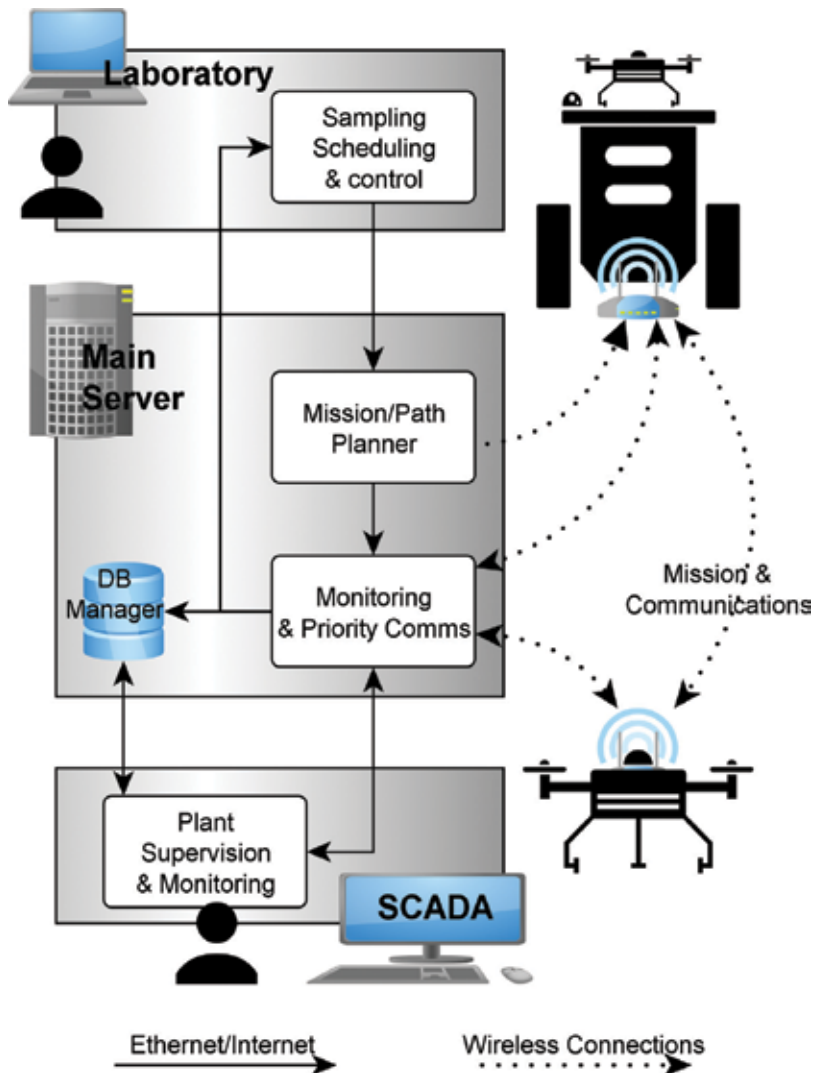 Laboratory
Sampling
Scheduling
& control
Main
Server
Mission/Path
Planner
DB
Manager
Monitoring
& Priority Comms
Mission &
Communications
Plant
Supervision
& Monitoring
SCADA
Ethernet/Internet
Wireless Connections